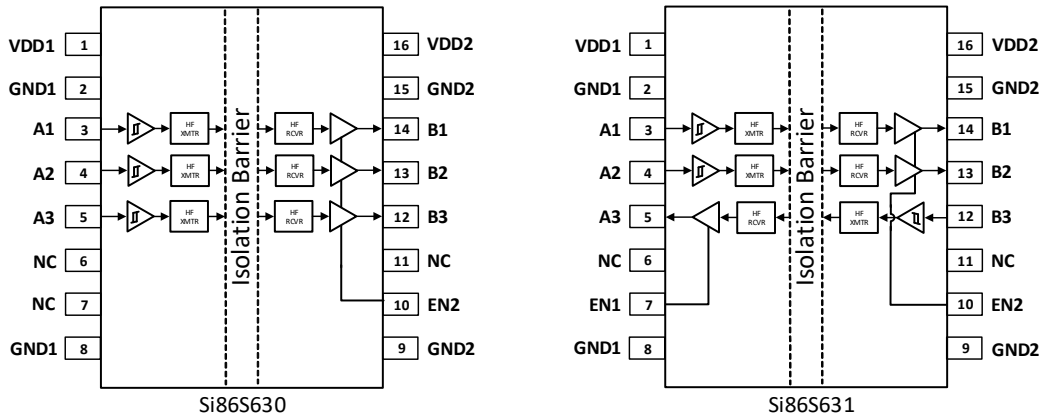 VDD1 1 16 VDD2
GND1 2 15 GND2
A1 3 HF XMTR HF RCVR 14 B1
A2 4 HF XMTR HF RCVR 13 B2
A3 5 HF XMTR HF RCVR 12 B3
NC 6 11 NC
NC 7 10 EN2
GND1 8 9 GND2
Isolation Barrier
Si86S630
VDD1 1 16 VDD2
GND1 2 15 GND2
A1 3 HF XMTR HF RCVR 14 B1
A2 4 HF XMTR HF RCVR 13 B2
A3 5 HF RCVR HF XMTR 12 B3
NC 6 11 NC
EN1 7 10 EN2
GND1 8 9 GND2
Isolation Barrier
Si86S631